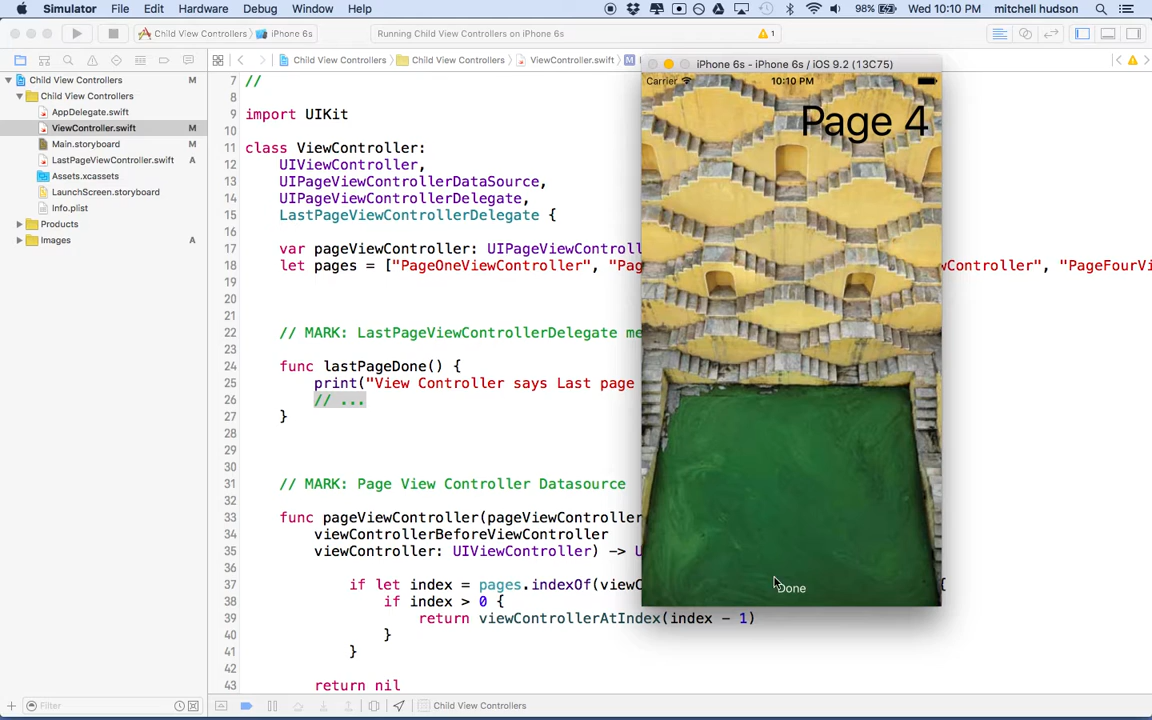 Simulator File Edit Hardware Debug Window Help 98% Wed 10:10 PM mitchell hudson
Child View Controllers iPhone 6s Running Child View Controllers on iPhone 6s 1
Child View Controllers Child View Controllers ViewController.swift M
iPhone 6s - iPhone 6s / iOS 9.2 (13C75)
Carrier 10:10 PM
Page 4
Done
Child View Controllers M
Child View Controllers
AppDelegate.swift
ViewController.swift M
Main.storyboard M
LastPageViewController.swift A
Assets.xcassets
LaunchScreen.storyboard
Info.plist
Products
Images A
7 //
8
9 import UIKit
10
11 class ViewController:
12 UIViewController,
13 UIPageViewControllerDataSource,
14 UIPageViewControllerDelegate,
15 LastPageViewControllerDelegate {
16
17 var pageViewController: UIPageViewControll
18 let pages = ["PageOneViewController", "Pag wController", "PageFourVi
19
20
21
22 // MARK: LastPageViewControllerDelegate me
23
24 func lastPageDone() {
25 print("View Controller says Last page
26 // ...
27 }
28
29
30
31 // MARK: Page View Controller Datasource
32
33 func pageViewController(pageViewController
34 viewControllerBeforeViewController
35 viewController: UIViewController) -> U
36
37 if let index = pages.indexOf(viewC {
38 if index > 0 {
39 return viewControllerAtIndex(index - 1)
40 }
41 }
42
43 return nil
Filter Child View Controllers